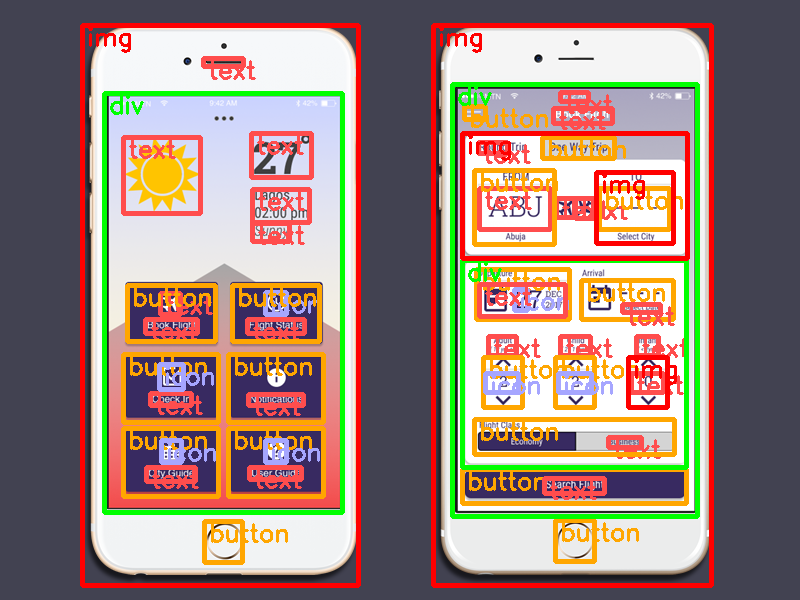 img
text
div
9:42 AM
42%
text
text
27°
Lagos,
text
02:00 pm
Sunny
text
button
button
icon
Book Flight
Flight Status
text
text
button
button
icon
Check In
Notifications
text
text
button
button
icon
icon
City Guide
User Guide
text
text
button
img
div
TN
42%
text
button
text
img
Trip
One Way Trip
text
button
FROM
TO
button
img
text
ABJ
text
button
Abuja
Select City
div
Departure
Arrival
button
button
text
icon
27
DEC
text
text
text
text
button
button
img
2
2
0
icon
icon
text
Flight Class
button
Economy
text
button
Search Flight
text
button